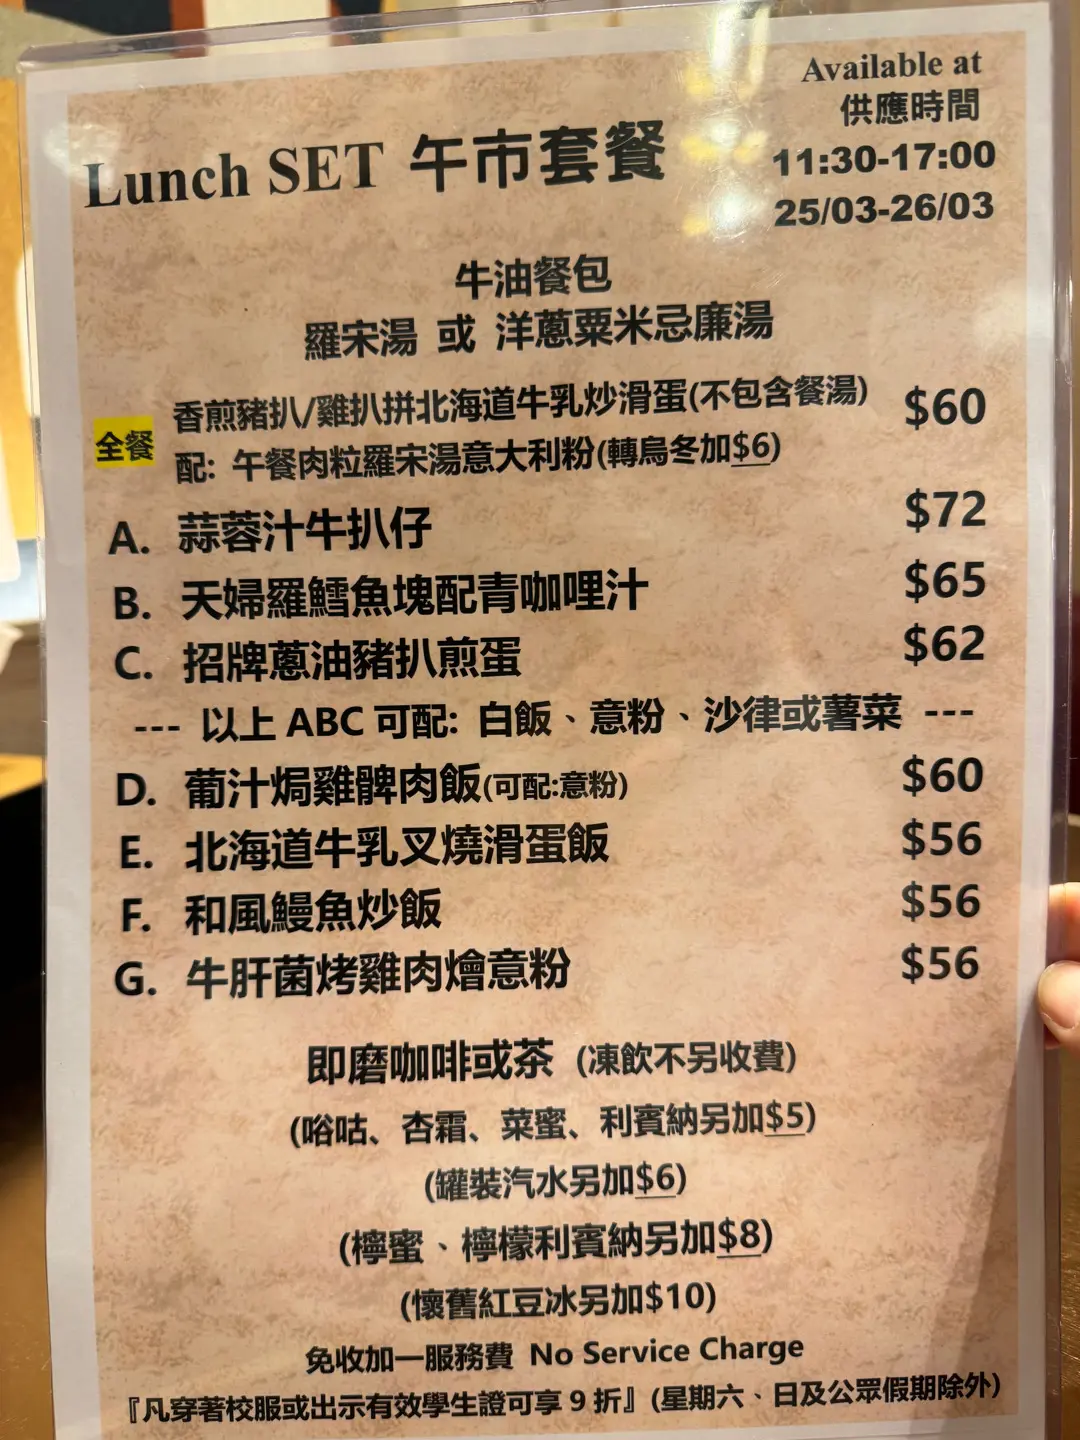 Available at
供應時間
Lunch SET 午市套餐
11:30-17:00
25/03-26/03
牛油餐包
羅宋湯 或 洋蔥粟米忌廉湯
全餐
香煎豬扒/雞扒拼北海道牛乳炒滑蛋(不包含餐湯) $60
配: 午餐肉粒羅宋湯意大利粉(轉烏冬加$6)
A. 蒜蓉汁牛扒仔 $72
B. 天婦羅鱈魚塊配青咖哩汁 $65
C. 招牌蔥油豬扒煎蛋 $62
--- 以上 ABC 可配: 白飯、意粉、沙律或薯菜 ---
D. 葡汁焗雞髀肉飯(可配:意粉) $60
E. 北海道牛乳叉燒滑蛋飯 $56
F. 和風鰻魚炒飯 $56
G. 牛肝菌烤雞肉燴意粉 $56
即磨咖啡或茶 (凍飲不另收費)
(唂咕、杏霜、菜蜜、利賓納另加$5)
(罐裝汽水另加$6)
(檸蜜、檸檬利賓納另加$8)
(懷舊紅豆冰另加$10)
免收加一服務費 No Service Charge
『凡穿著校服或出示有效學生證可享 9 折』(星期六、日及公眾假期除外)